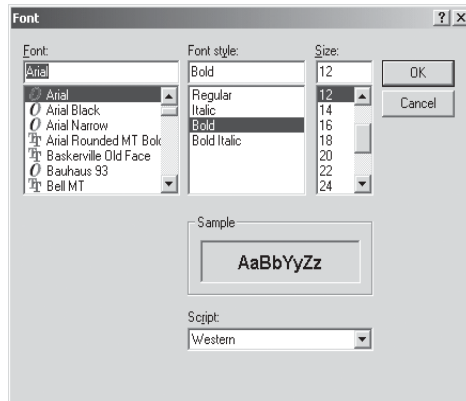 Font
? x
Font: Font style: Size:
Arial Bold 12 OK
Arial Regular 12 Cancel
Arial Black Italic 14
Arial Narrow Bold 16
Arial Rounded MT Bold Bold Italic 18
Baskerville Old Face 20
Bauhaus 93 22
Bell MT 24
Sample
AaBbYyZz
Script:
Western